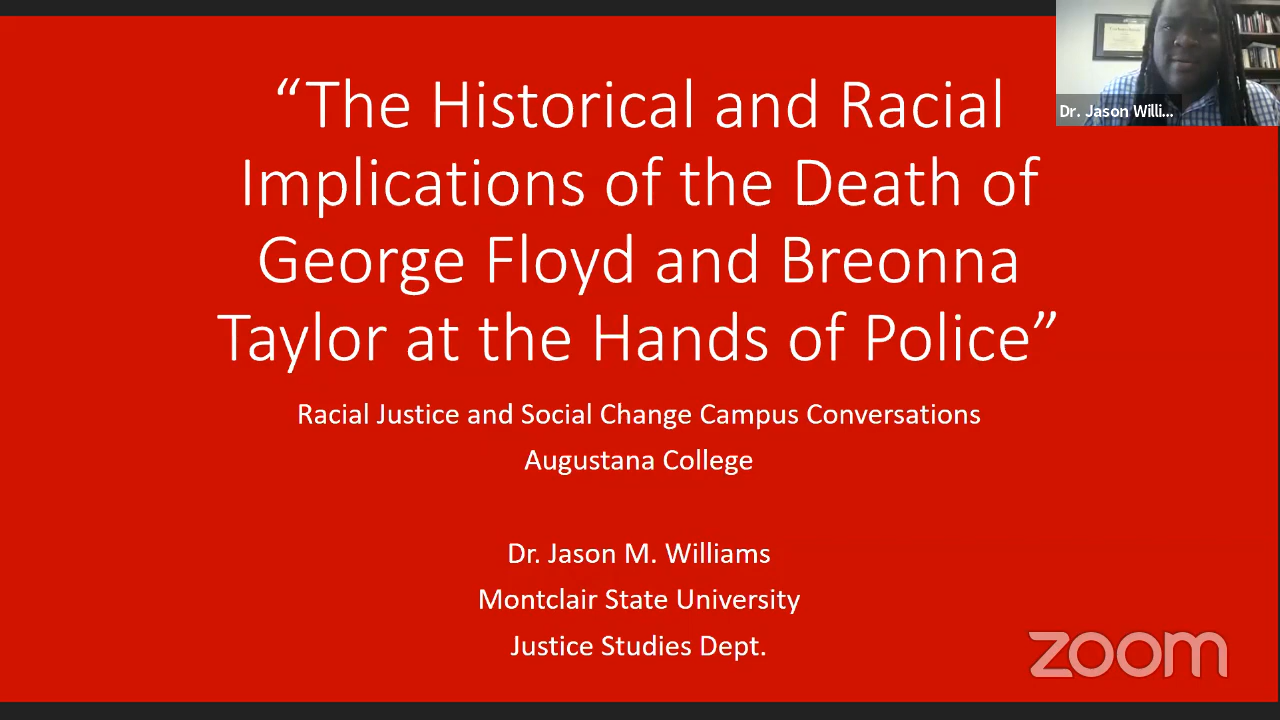 “The Historical and Racial
Implications of the Death of
George Floyd and Breonna
Taylor at the Hands of Police”
Racial Justice and Social Change Campus Conversations
Augustana College
Dr. Jason M. Williams
Montclair State University
Justice Studies Dept.
Dr. Jason Willi...
zoom